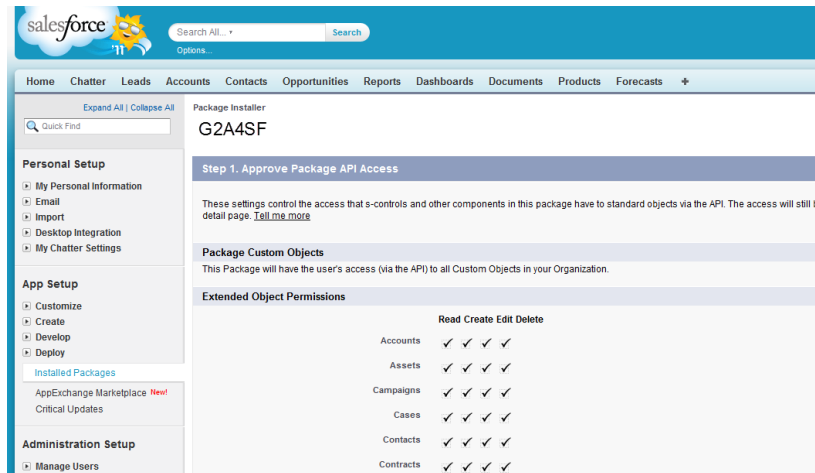 salesforce
'11
Search All...
Search
Options...
Home Chatter Leads Accounts Contacts Opportunities Reports Dashboards Documents Products Forecasts +
Expand All | Collapse All
Quick Find
Personal Setup
My Personal Information
Email
Import
Desktop Integration
My Chatter Settings
App Setup
Customize
Create
Develop
Deploy
Installed Packages
AppExchange Marketplace New!
Critical Updates
Administration Setup
Manage Users
Package Installer
G2A4SF
Step 1. Approve Package API Access
These settings control the access that s-controls and other components in this package have to standard objects via the API. The access will still
detail page. Tell me more
Package Custom Objects
This Package will have the user's access (via the API) to all Custom Objects in your Organization.
Extended Object Permissions
Read Create Edit Delete
Accounts
Assets
Campaigns
Cases
Contacts
Contracts